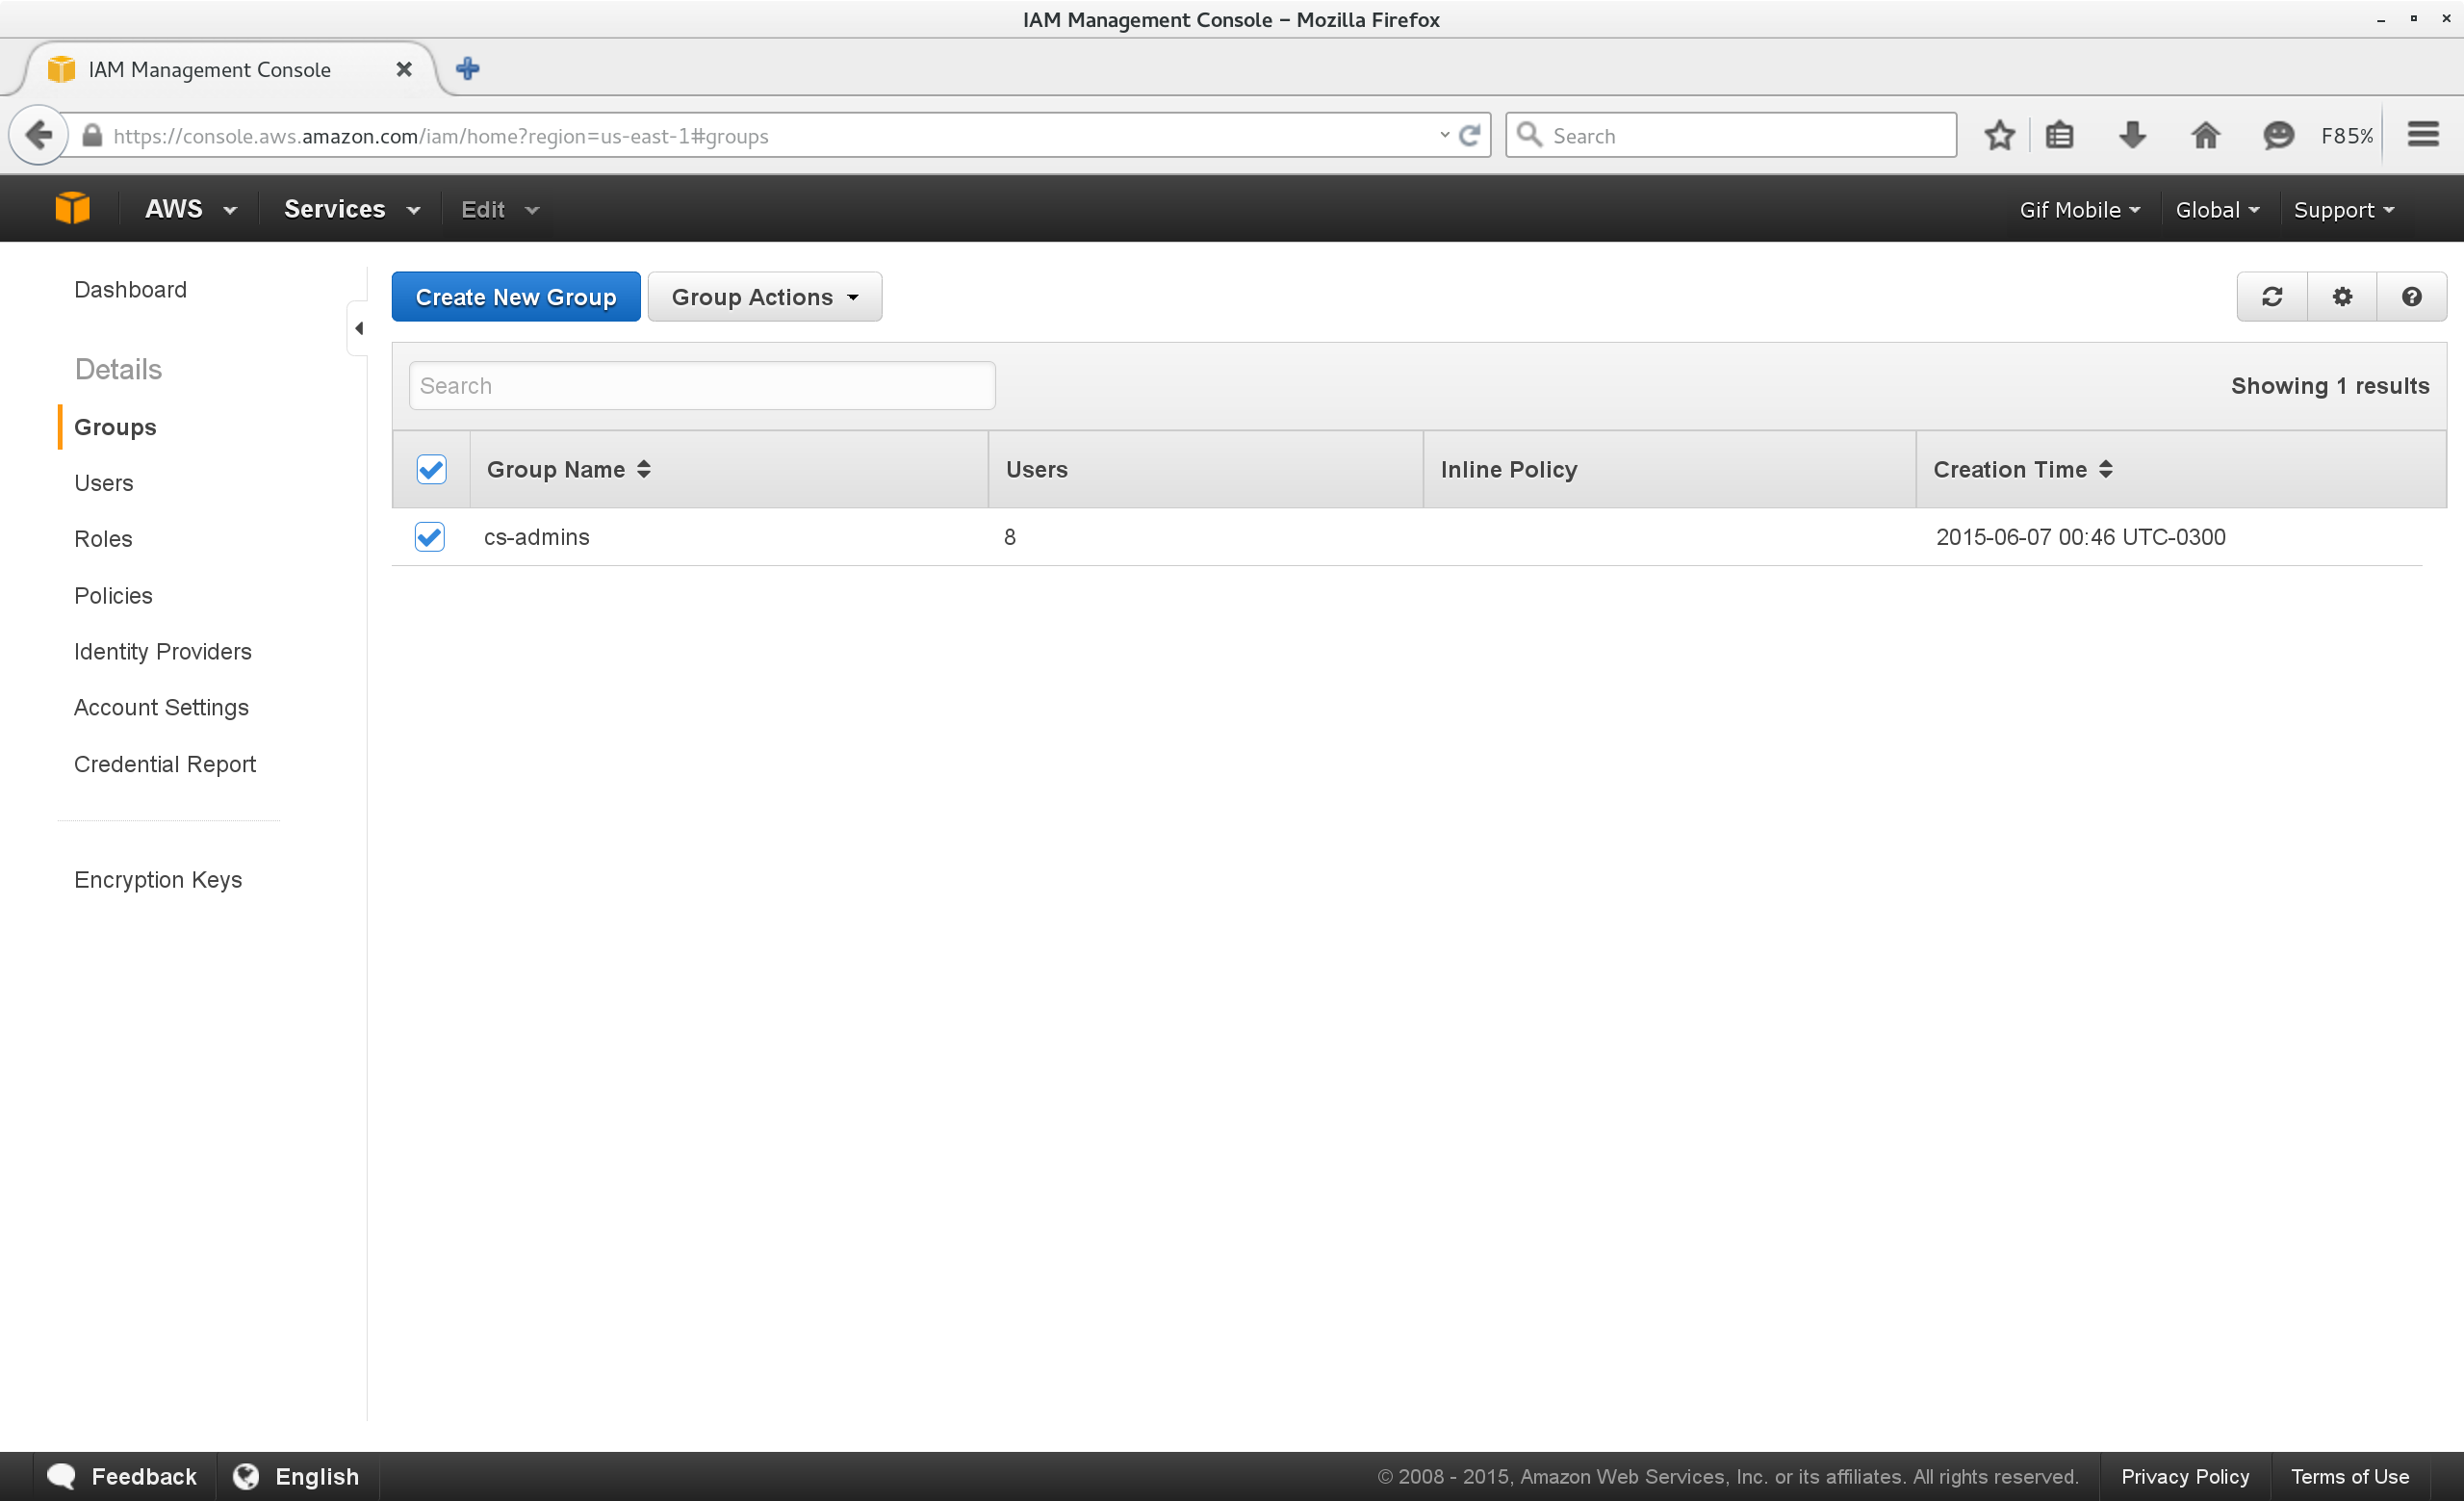 IAM Management Console – Mozilla Firefox
IAM Management Console
https://console.aws.amazon.com/iam/home?region=us-east-1#groups
Search
F85%
AWS
Services
Edit
Gif Mobile
Global
Support
Dashboard
Details
Groups
Users
Roles
Policies
Identity Providers
Account Settings
Credential Report
Encryption Keys
Create New Group
Group Actions
Search
Showing 1 results
Group Name
Users
Inline Policy
Creation Time
cs-admins
8
2015-06-07 00:46 UTC-0300
Feedback
English
© 2008 - 2015, Amazon Web Services, Inc. or its affiliates. All rights reserved.
Privacy Policy
Terms of Use